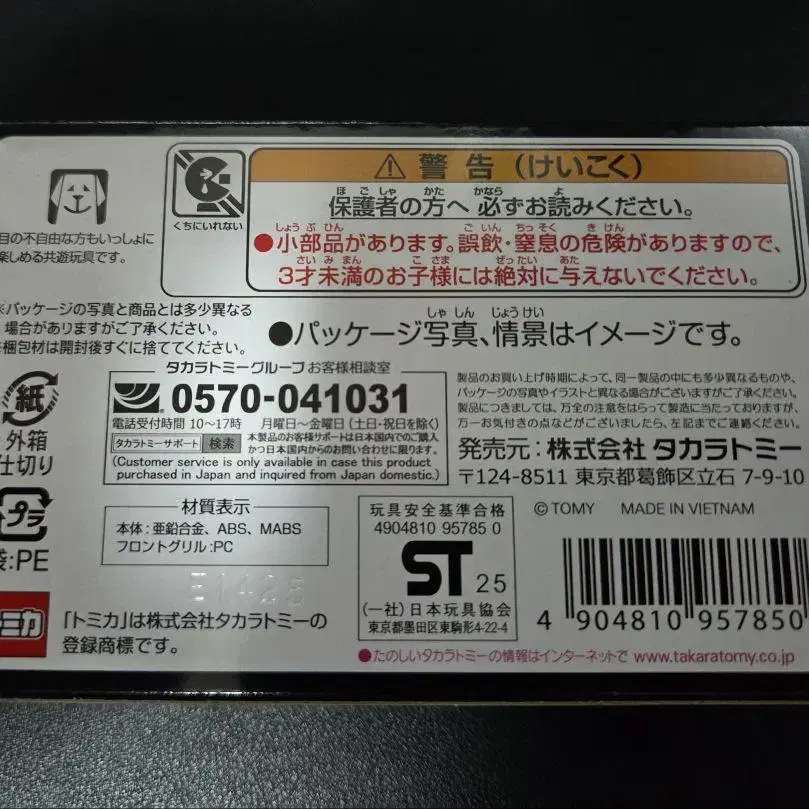 目の不自由な方もいっしょに
楽しめる共遊玩具です。
くちにいれない
警告(けいこく)
ほごしゃ かた かなら よ
保護者の方へ 必ずお読みください。
しょうぶひん ごいん ちっそく きけん
●小部品があります。誤飲・窒息の危険がありますので、
さいみまん こさま ぜったい あた
3才未満のお子様には絶対に与えないでください。
※パッケージの写真と商品とは多少異なる
場合がありますがご了承ください。
※梱包材は開封後すぐに捨ててください。
しゃしん じょうけい
●パッケージ写真、情景はイメージです。
紙
外箱
仕切り
プラ
袋:PE
タカラトミーグループ お客様相談室
0570-041031
電話受付時間 10～17時 月曜日～金曜日(土日・祝日を除く)
タカラトミーサポート 検索 本製品のお客様サポートは日本国内でのご購入
かつ日本国内からのお問い合わせに限ります。
(Customer service is only available in case this product
purchased in Japan and inquired from Japan domestic.)
製品のお買い上げ時期によって、同一製品の中にも多少異なるものや、
パッケージの写真やイラストと異なる場合がございますがご了承ください。
製品につきましては、万全の注意をはらって製造に当たっておりますが、
万一お気付きの点などがございましたら、左記までご連絡ください。
発売元:株式会社 タカラトミー
〒124-8511 東京都葛飾区立石 7-9-10
材質表示
本体:亜鉛合金、ABS、MABS
フロントグリル:PC
玩具安全基準合格
4904810 95785 0
ST 25
(一社)日本玩具協会
東京都墨田区東駒形4-22-4
© TOMY MADE IN VIETNAM
4 904810 957850
トミカ
「トミカ」は株式会社タカラトミーの
登録商標です。
●たのしいタカラトミーの情報はインターネットで www.takaratomy.co.jp